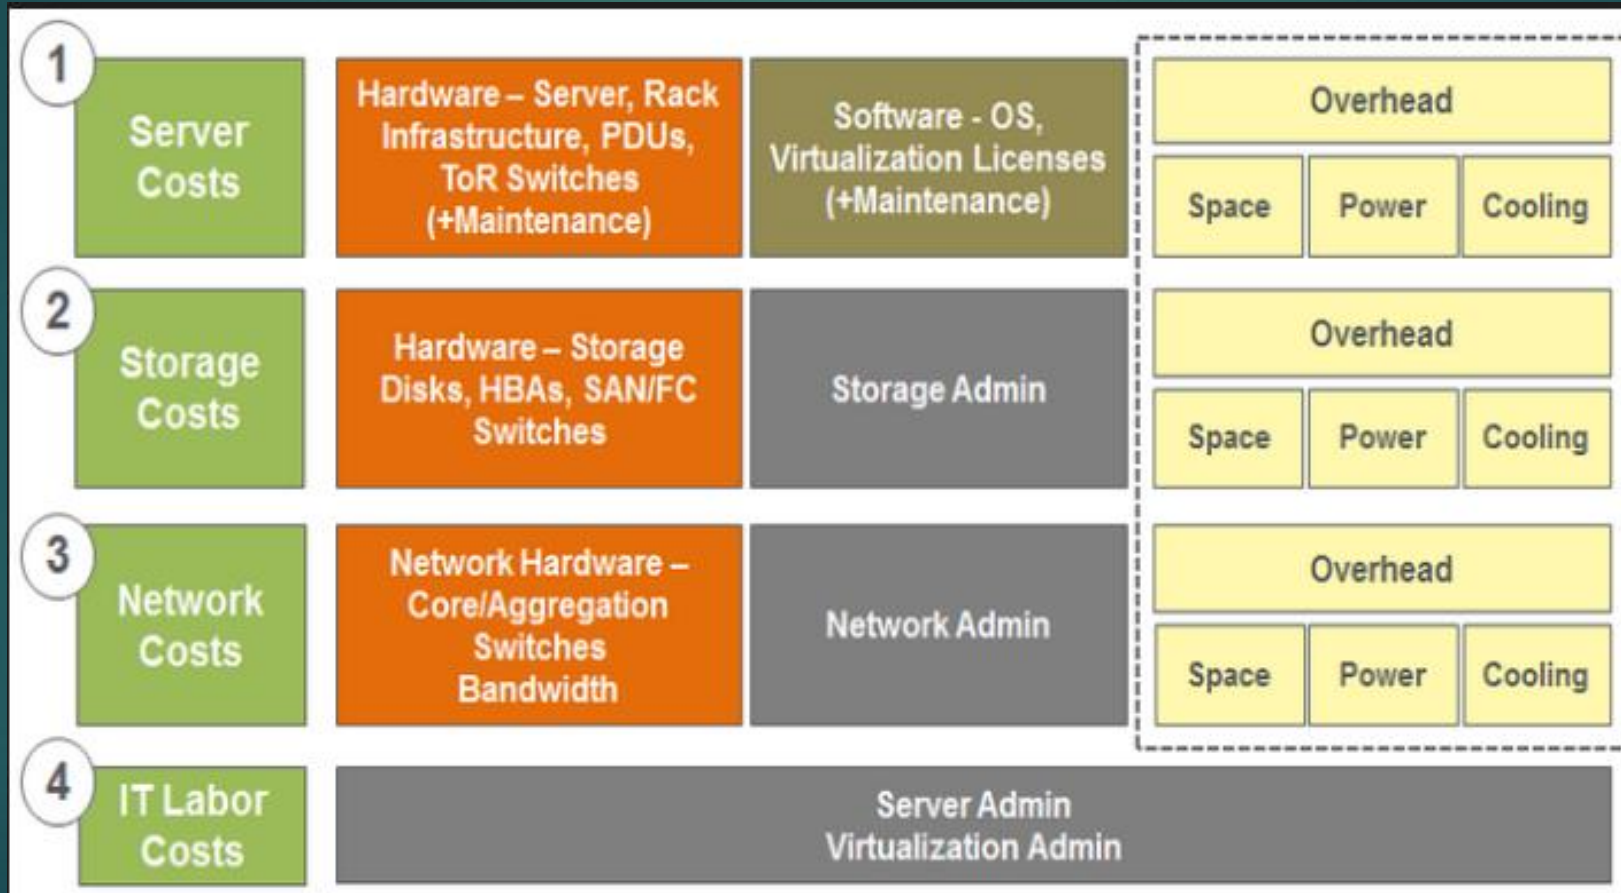 1
Server
Costs
Hardware – Server, Rack
Infrastructure, PDUs,
ToR Switches
(+Maintenance)
Software - OS,
Virtualization Licenses
(+Maintenance)
Overhead
Space
Power
Cooling
2
Storage
Costs
Hardware – Storage
Disks, HBAs, SAN/FC
Switches
Storage Admin
Overhead
Space
Power
Cooling
3
Network
Costs
Network Hardware –
Core/Aggregation
Switches
Bandwidth
Network Admin
Overhead
Space
Power
Cooling
4
IT Labor
Costs
Server Admin
Virtualization Admin